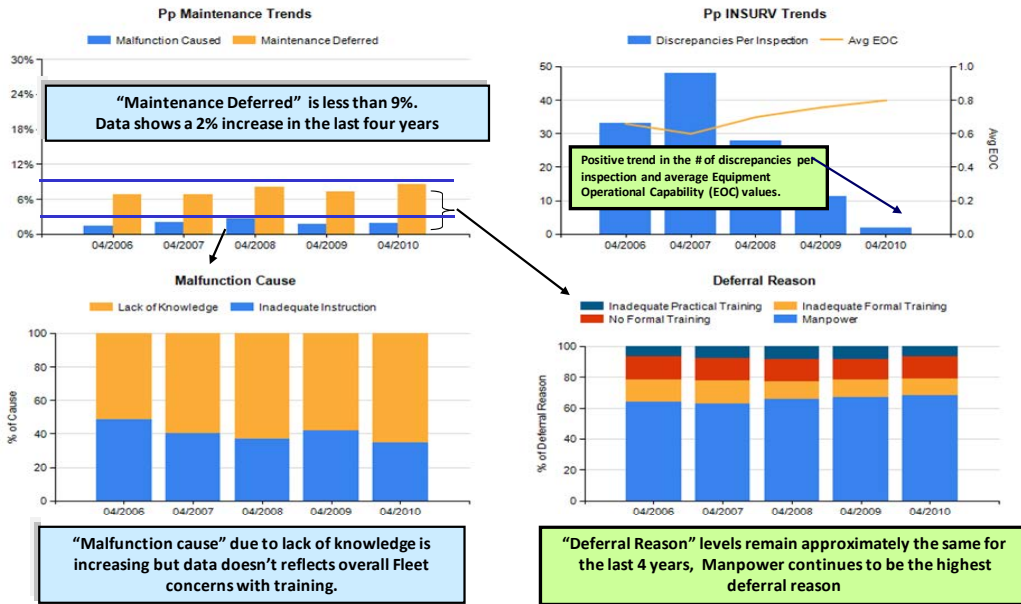 Pp Maintenance Trends
Malfunction Caused Maintenance Deferred
30%
24%
18%
12%
6%
0%
04/2006 04/2007 04/2008 04/2009 04/2010
“Maintenance Deferred” is less than 9%.
Data shows a 2% increase in the last four years
Pp INSURV Trends
Discrepancies Per Inspection Avg EOC
50
40
30
20
10
0
1.0
0.8
0.6
0.4
0.2
0.0
Avg EOC
04/2006 04/2007 04/2008 04/2009 04/2010
Positive trend in the # of discrepancies per
inspection and average Equipment
Operational Capability (EOC) values.
Malfunction Cause
Lack of Knowledge Inadequate Instruction
% of Cause
100
80
60
40
20
0
04/2006 04/2007 04/2008 04/2009 04/2010
“Malfunction cause” due to lack of knowledge is
increasing but data doesn’t reflects overall Fleet
concerns with training.
Deferral Reason
Inadequate Practical Training Inadequate Formal Training
No Formal Training Manpower
% of Deferral Reason
100
80
60
40
20
0
04/2006 04/2007 04/2008 04/2009 04/2010
“Deferral Reason” levels remain approximately the same for
the last 4 years, Manpower continues to be the highest
deferral reason